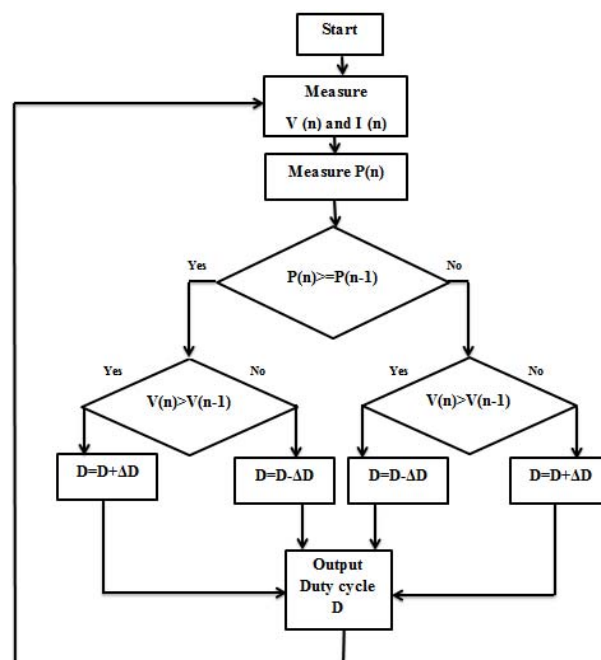 Start
Measure
V (n) and I (n)
Measure P(n)
Yes
P(n)>=P(n-1)
No
Yes
V(n)>V(n-1)
No
Yes
V(n)>V(n-1)
No
D=D+ΔD
D=D-ΔD
D=D-ΔD
D=D+ΔD
Output
Duty cycle
D